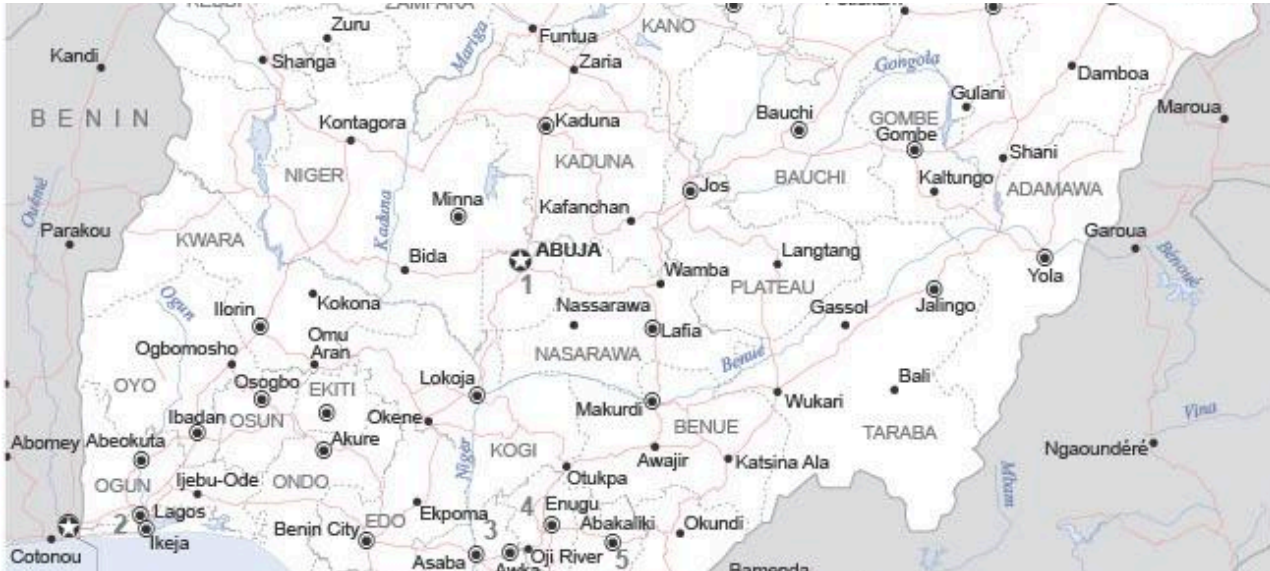 Zuru
KANO
Funtua
Mariga
Kandi
Shanga
Zaria
Gongola
Damboa
Gulani
Maroua
BENIN
Kontagora
Kaduna
Bauchi
GOMBE
Gombe
KADUNA
Shani
NIGER
Jos
BAUCHI
Kaltungo
ADAMAWA
Ouémé
Minna
Kafanchan
Kaduna
Parakou
KWARA
ABUJA
Langtang
Garoua
Bida
Wamba
Yola
Bénoué
1
PLATEAU
Ogun
Kokona
Nassarawa
Gassol
Jalingo
Ilorin
Lafia
Omu
Aran
Ogbomosho
NASARAWA
Benue
OYO
Osogbo
EKITI
Lokoja
Bali
Makurdi
Wukari
Ibadan
OSUN
Okene
BENUE
Vina
TARABA
Abomey
Abeokuta
Akure
KOGI
Awajir
Katsina Ala
Ngaoundéré
Niger
Otukpa
Mbam
OGUN
Ijebu-Ode
ONDO
Ekpoma
4
Enugu
Lagos
2
EDO
3
Abakaliki
Okundi
Benin City
Ikeja
Cotonou
Asaba
Awka
Oji River
5
Bamenda